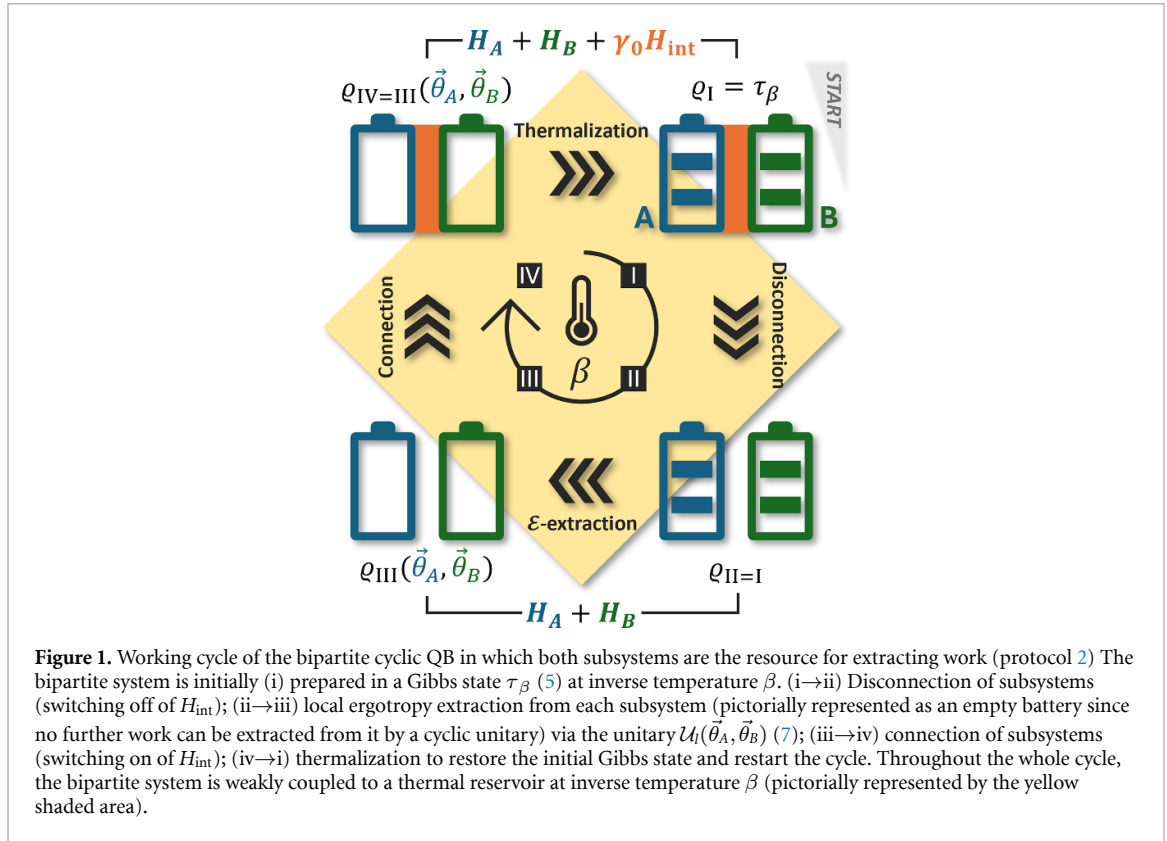 H_A + H_B + γ_0 H_int
ϱ_IV=III(θ⃗_A, θ⃗_B)
ϱ_I = τ_β
START
Thermalization
A
B
IV
I
Connection
Disconnection
β
III
II
ℰ-extraction
ϱ_III(θ⃗_A, θ⃗_B)
ϱ_II=I
H_A + H_B
Figure 1. Working cycle of the bipartite cyclic QB in which both subsystems are the resource for extracting work (protocol 2) The
bipartite system is initially (i) prepared in a Gibbs state τ_β (5) at inverse temperature β. (i→ii) Disconnection of subsystems
(switching off of H_int); (ii→iii) local ergotropy extraction from each subsystem (pictorially represented as an empty battery since
no further work can be extracted from it by a cyclic unitary) via the unitary 𝒰_l(θ⃗_A, θ⃗_B) (7); (iii→iv) connection of subsystems
(switching on of H_int); (iv→i) thermalization to restore the initial Gibbs state and restart the cycle. Throughout the whole cycle,
the bipartite system is weakly coupled to a thermal reservoir at inverse temperature β (pictorially represented by the yellow
shaded area).